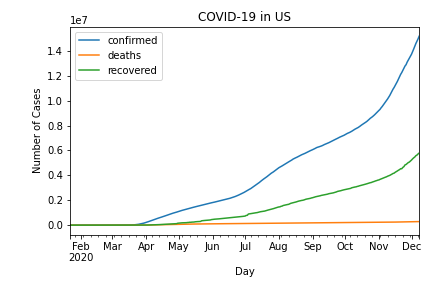 COVID-19 in US
1e7
confirmed
deaths
recovered
Number of Cases
1.4
1.2
1.0
0.8
0.6
0.4
0.2
0.0
Feb Mar Apr May Jun Jul Aug Sep Oct Nov Dec
2020
Day